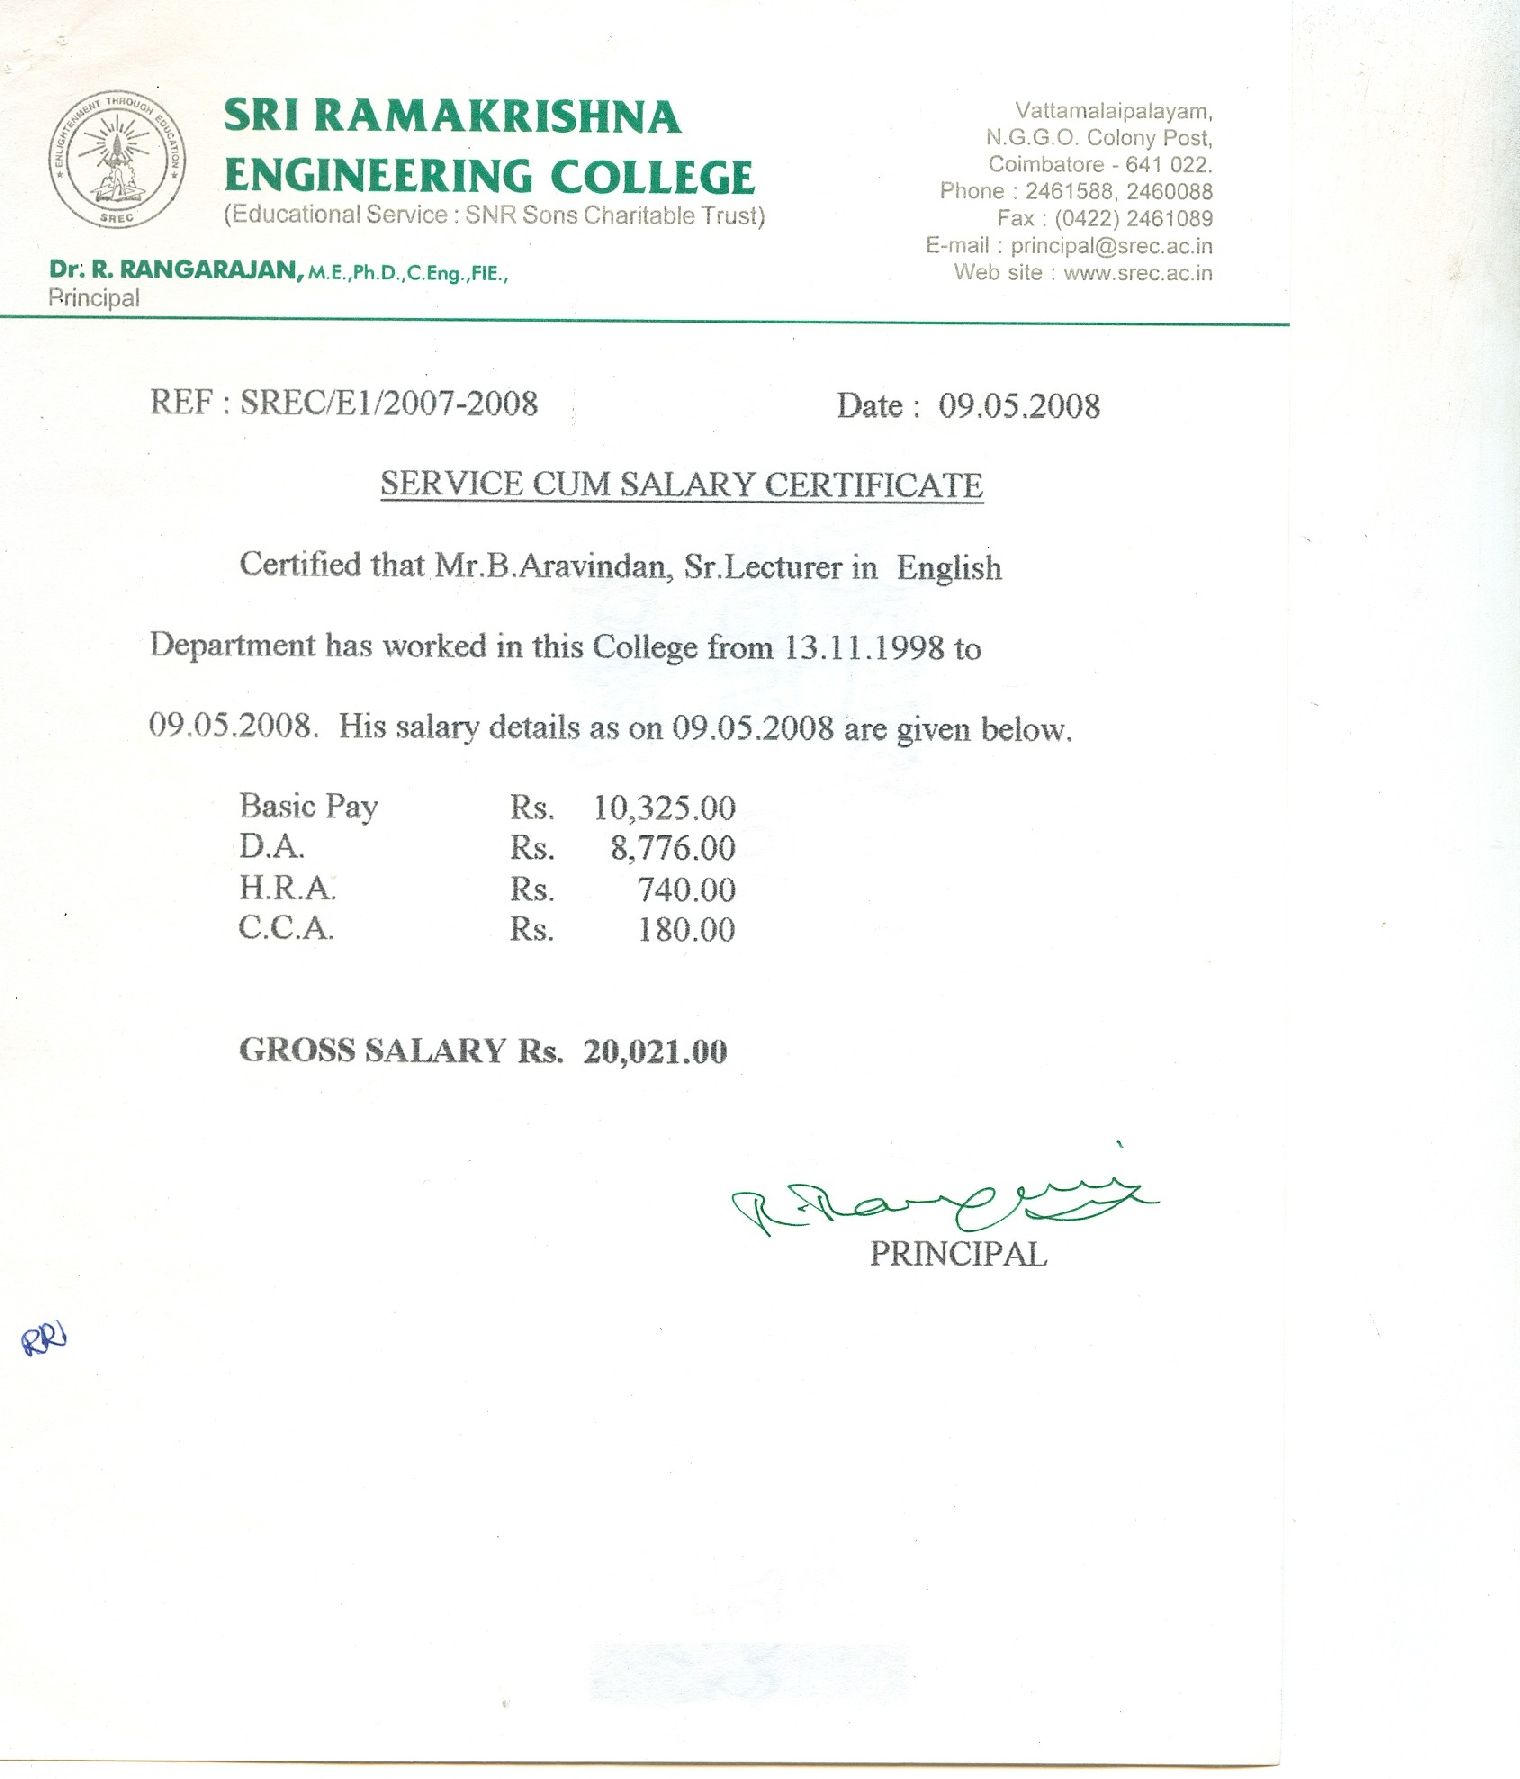 ENLIGHTENMENT THROUGH EDUCATION
SREC
SRI RAMAKRISHNA
ENGINEERING COLLEGE
(Educational Service : SNR Sons Charitable Trust)
Dr. R. RANGARAJAN, M.E.,Ph.D.,C.Eng.,FIE.,
Principal
Vattamalaipalayam,
N.G.G.O. Colony Post,
Coimbatore - 641 022.
Phone : 2461588, 2460088
Fax : (0422) 2461089
E-mail : principal@srec.ac.in
Web site : www.srec.ac.in
REF : SREC/E1/2007-2008 Date : 09.05.2008
SERVICE CUM SALARY CERTIFICATE
Certified that Mr.B.Aravindan, Sr.Lecturer in English
Department has worked in this College from 13.11.1998 to
09.05.2008. His salary details as on 09.05.2008 are given below.
Basic Pay Rs. 10,325.00
D.A. Rs. 8,776.00
H.R.A. Rs. 740.00
C.C.A. Rs. 180.00
GROSS SALARY Rs. 20,021.00
PRINCIPAL